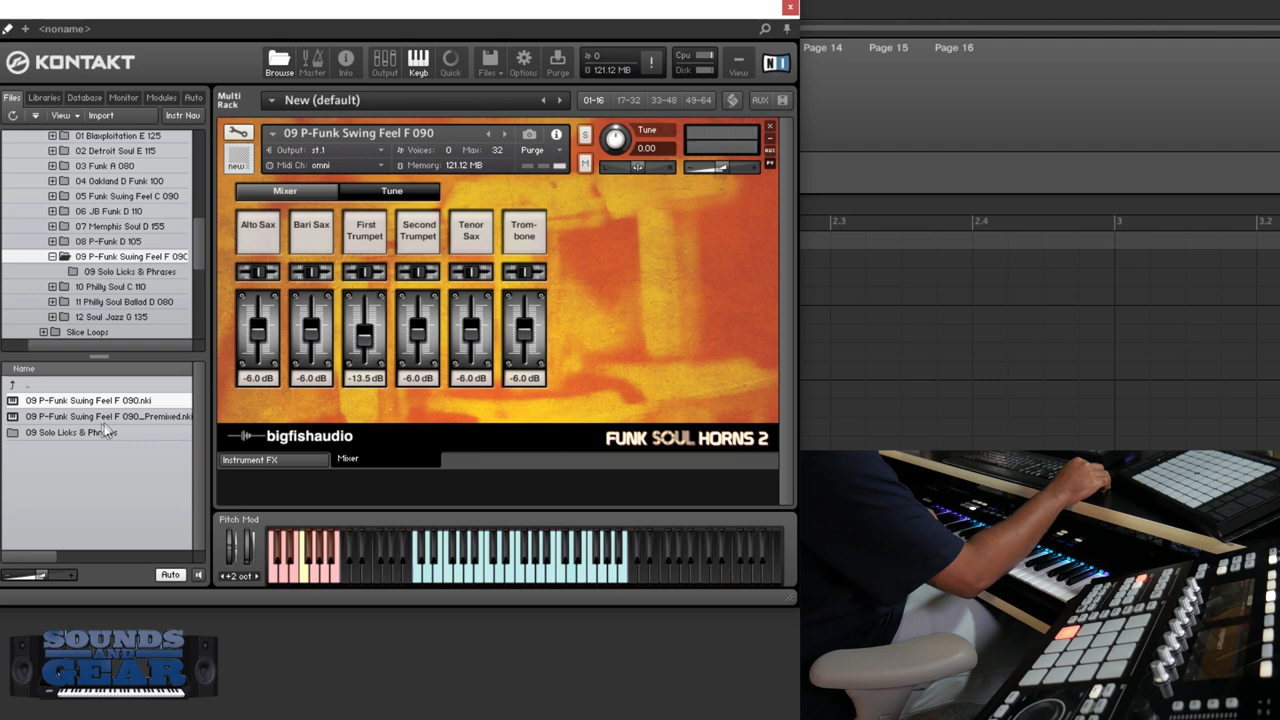 <noname>
KONTAKT
Browse
Master
Info
Output
Keyb
Quick
Files
Options
Purge
0
121.12 MB
!
Cpu
Disk
View
NI
Page 14
Page 15
Page 16
Files
Libraries
Database
Monitor
Modules
Auto
View
Import
Instr Nav
Multi Rack
New (default)
01-16
17-32
33-48
49-64
AUX
01 Blaxploitation E 125
02 Detroit Soul E 115
03 Funk A 080
04 Oakland D Funk 100
05 Funk Swing Feel C 090
06 JB Funk D 110
07 Memphis Soul D 155
08 P-Funk D 105
09 P-Funk Swing Feel F 090
09 Solo Licks & Phrases
10 Philly Soul C 110
11 Philly Soul Ballad D 080
12 Soul Jazz G 135
Slice Loops
Name
..
09 P-Funk Swing Feel F 090.nki
09 P-Funk Swing Feel F 090_Premixed.nki
09 Solo Licks & Phrases
Auto
09 P-Funk Swing Feel F 090
Output: st.1
Voices: 0
Max: 32
Purge
Midi Ch: omni
Memory: 121.12 MB
new...
S
M
Tune
0.00
L
R
AUX
PV
Mixer
Tune
Alto Sax
Bari Sax
First Trumpet
Second Trumpet
Tenor Sax
Trom-bone
-6.0 dB
-6.0 dB
-13.5 dB
-6.0 dB
-6.0 dB
-6.0 dB
bigfishaudio
FUNK SOUL HORNS 2
Instrument FX
Mixer
Pitch Mod
+2 oct
2.3
2.4
3
3.2
SOUNDS
AND
GEAR